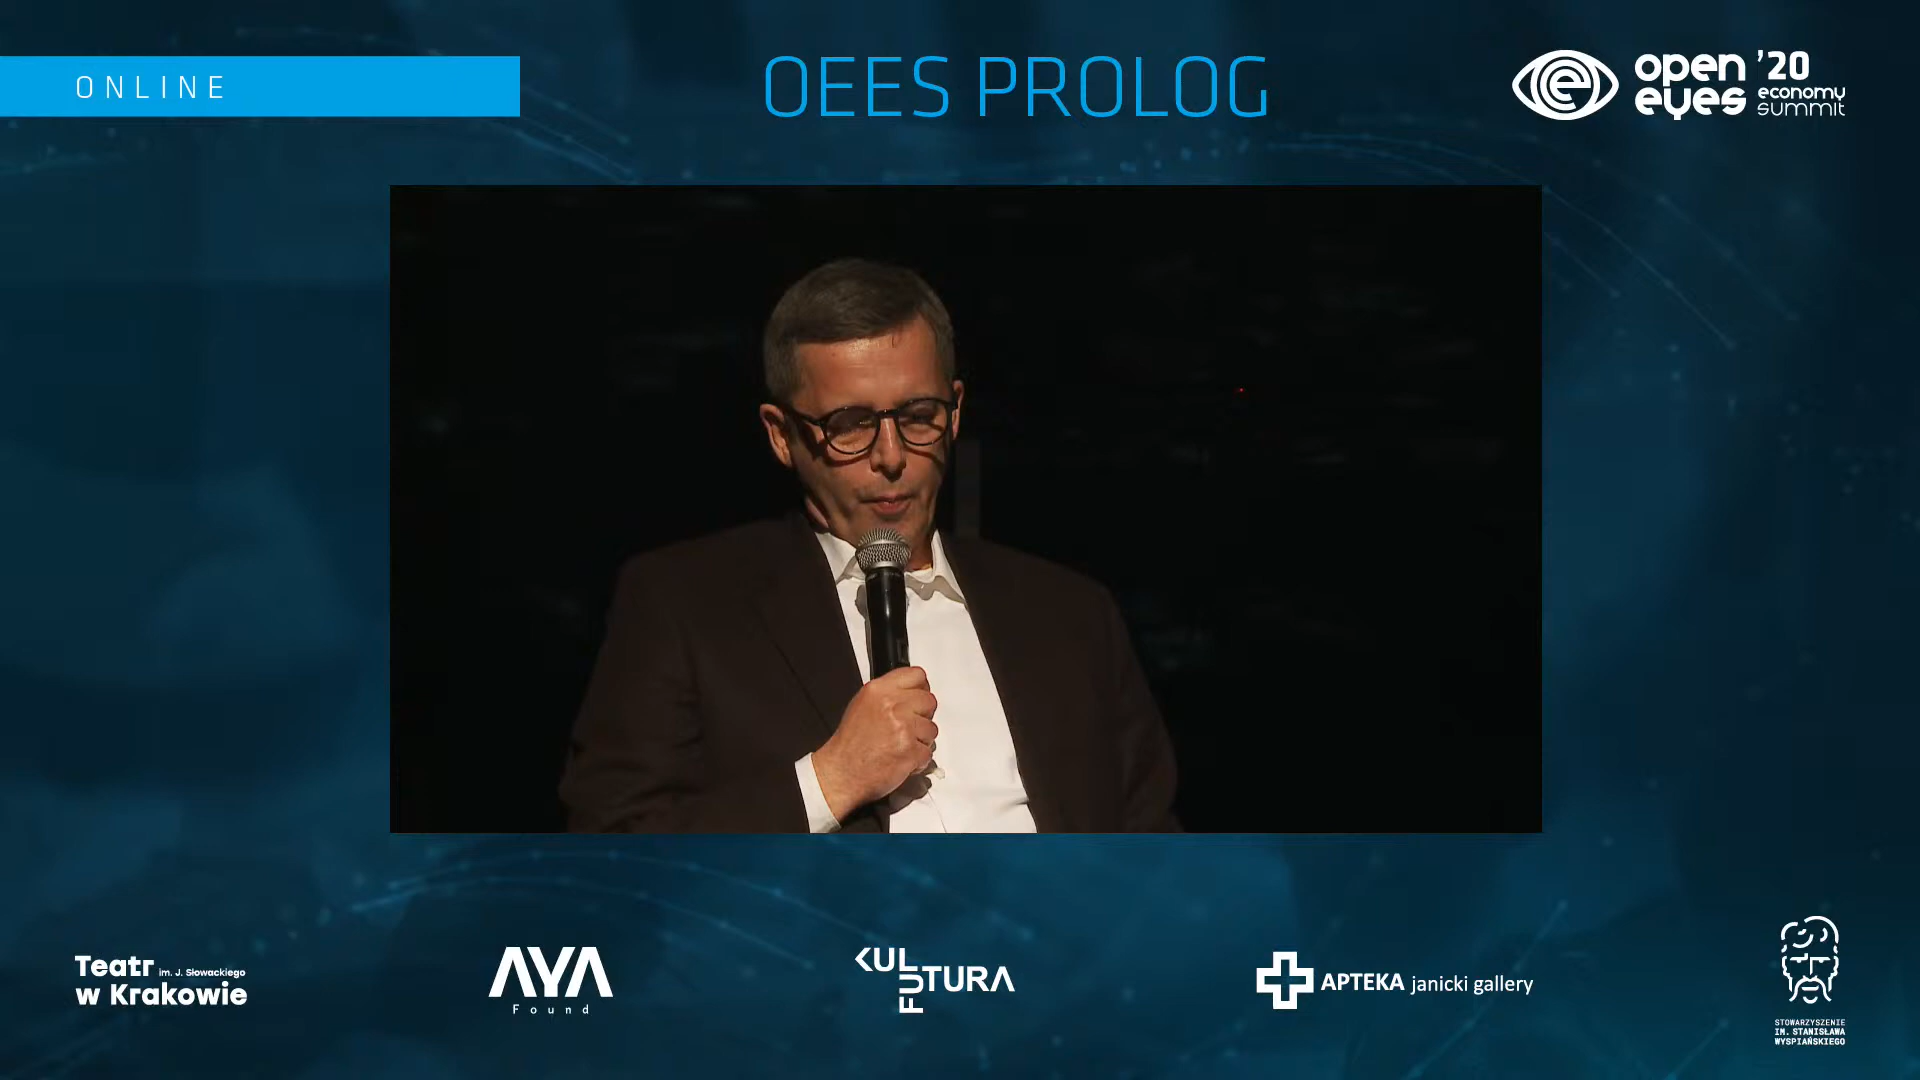 ONLINE
OEES PROLOG
open eyes '20 economy summit
Teatr im. J. Słowackiego
w Krakowie
AYA
Found
KULTURA
FUTURA
APTEKA janicki gallery
STOWARZYSZENIE
IM. STANISŁAWA
WYSPIAŃSKIEGO